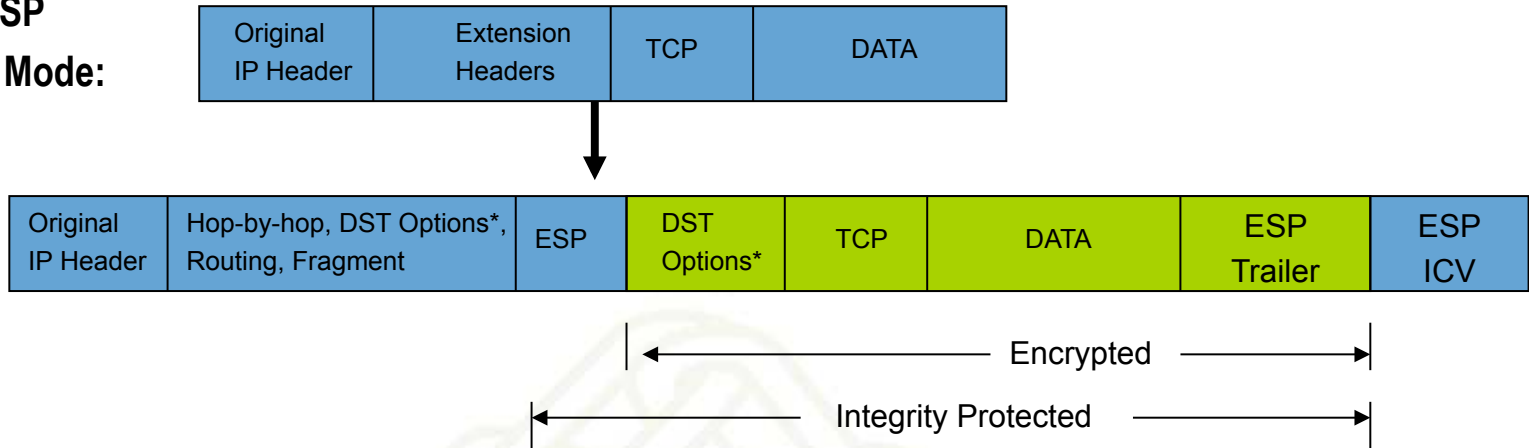 SP
Mode:
Original
IP Header
Extension
Headers
TCP
DATA
Original
IP Header
Hop-by-hop, DST Options*,
Routing, Fragment
ESP
DST
Options*
TCP
DATA
ESP
Trailer
ESP
ICV
Encrypted
Integrity Protected